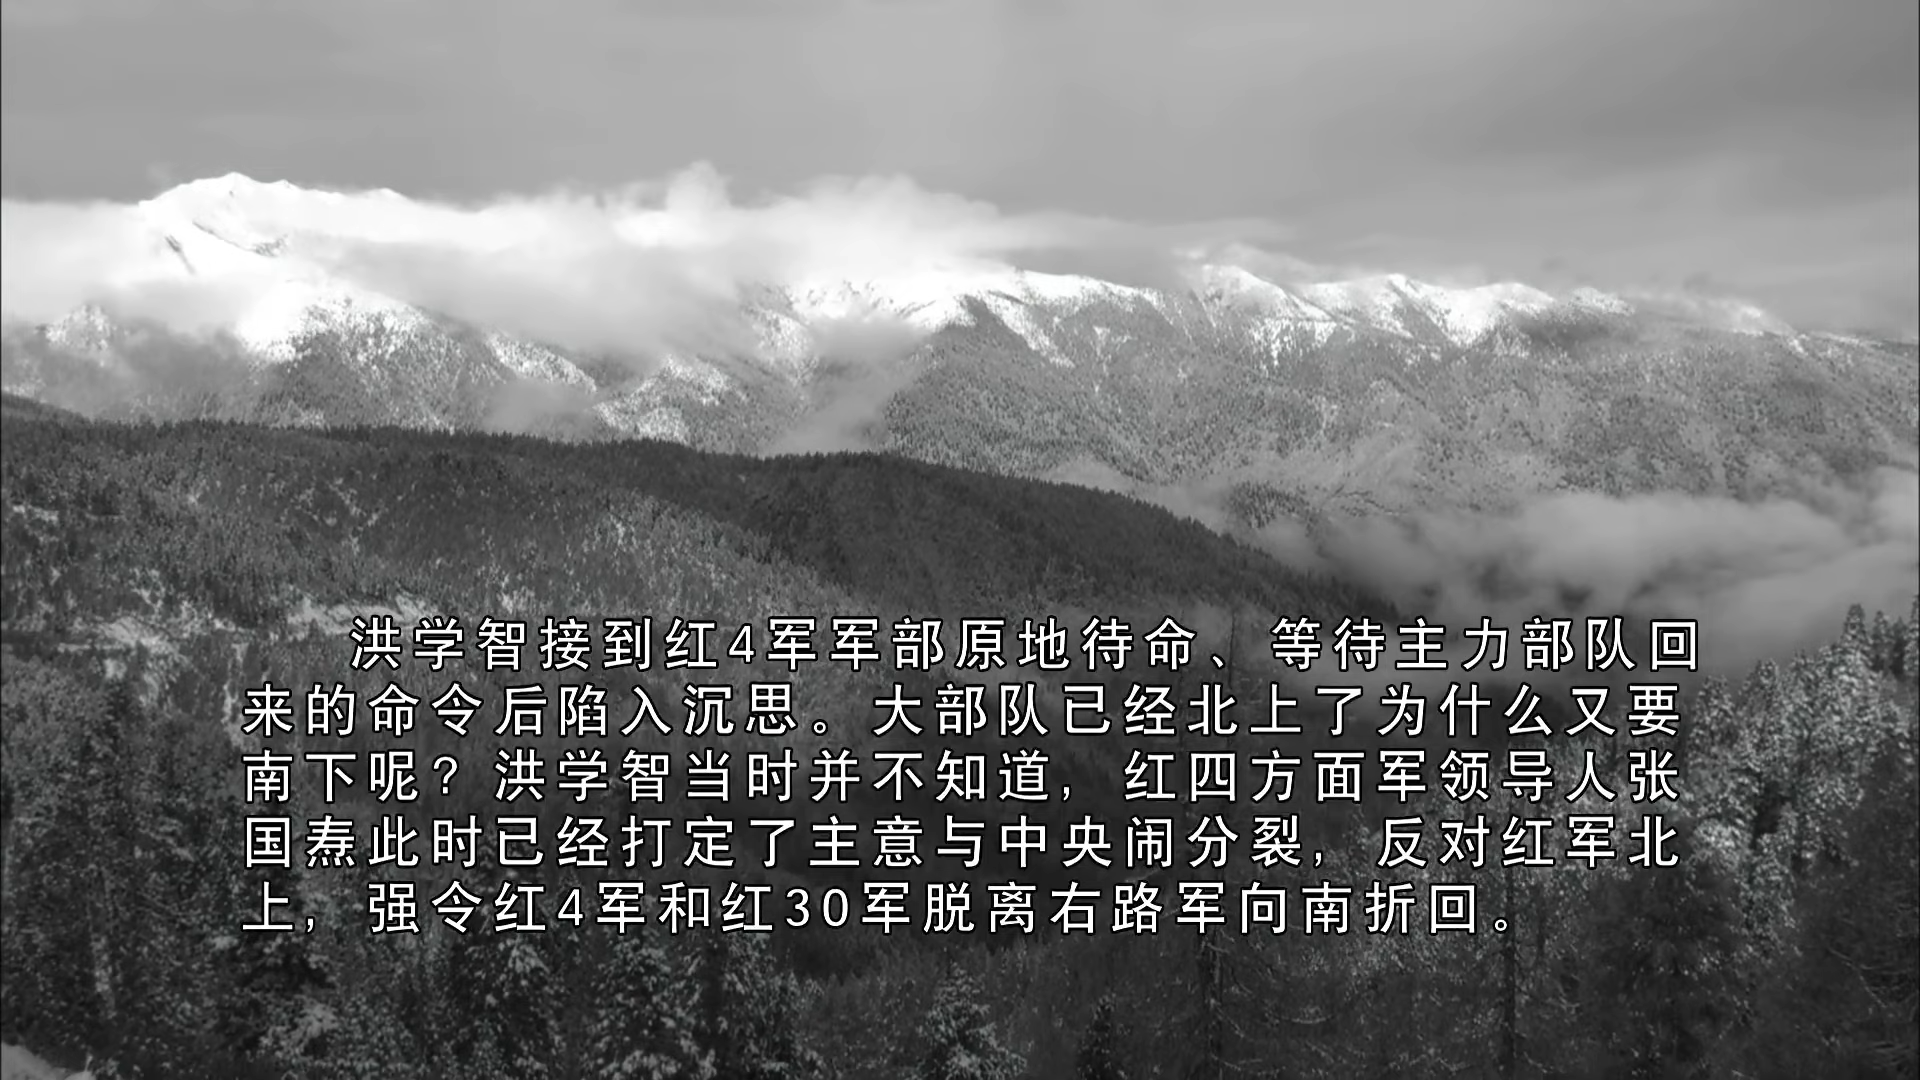 洪学智接到红4军军部原地待命、等待主力部队回
来的命令后陷入沉思。大部队已经北上了为什么又要
南下呢？洪学智当时并不知道，红四方面军领导人张
国焘此时已经打定了主意与中央闹分裂，反对红军北
上，强令红4军和红30军脱离右路军向南折回。